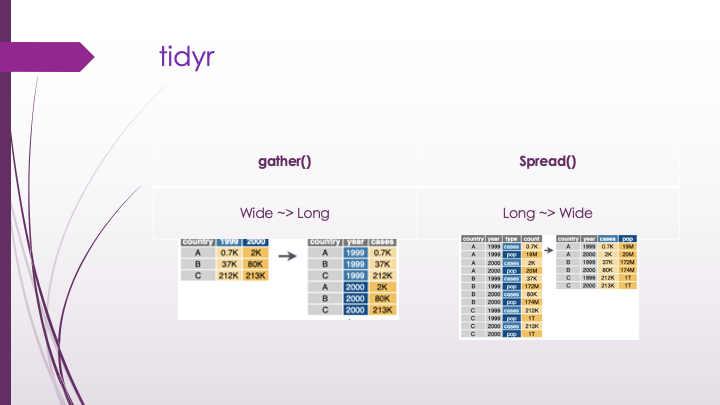 tidyr
gather()
Spread()
Wide ~> Long
Long ~> Wide
country 1999 2000
A 0.7K 2K
B 37K 80K
C 212K 213K
country year cases
A 1999 0.7K
B 1999 37K
C 1999 212K
A 2000 2K
B 2000 80K
C 2000 213K
country year type count
A 1999 cases 0.7K
A 1999 pop 19M
A 2000 cases 2K
A 2000 pop 20M
B 1999 cases 37K
B 1999 pop 172M
B 2000 cases 80K
B 2000 pop 174M
C 1999 cases 212K
C 1999 pop 1T
C 2000 cases 213K
C 2000 pop 1T
country year cases pop
A 1999 0.7K 19M
A 2000 2K 20M
B 1999 37K 172M
B 2000 80K 174M
C 1999 212K 1T
C 2000 213K 1T